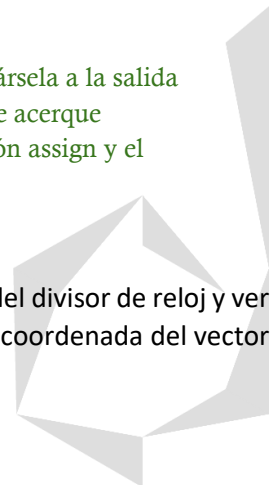 ársela a la salida
e acerque
ón assign y el
del divisor de reloj y ver
coordenada del vector